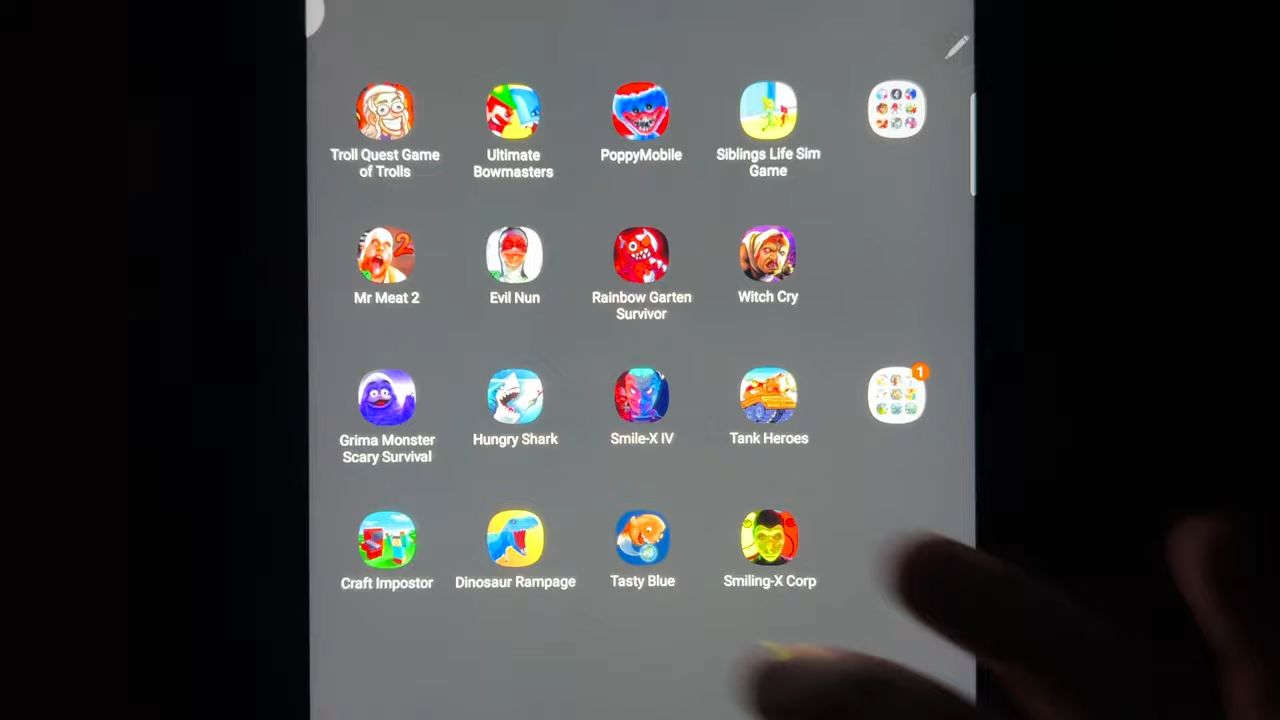 Troll Quest Game
of Trolls
Ultimate
Bowmasters
PoppyMobile
Siblings Life Sim
Game
Mr Meat 2
2
Evil Nun
Rainbow Garten
Survivor
Witch Cry
1
Grima Monster
Scary Survival
Hungry Shark
Smile-X IV
Tank Heroes
Craft Impostor
Dinosaur Rampage
Tasty Blue
Smiling-X Corp